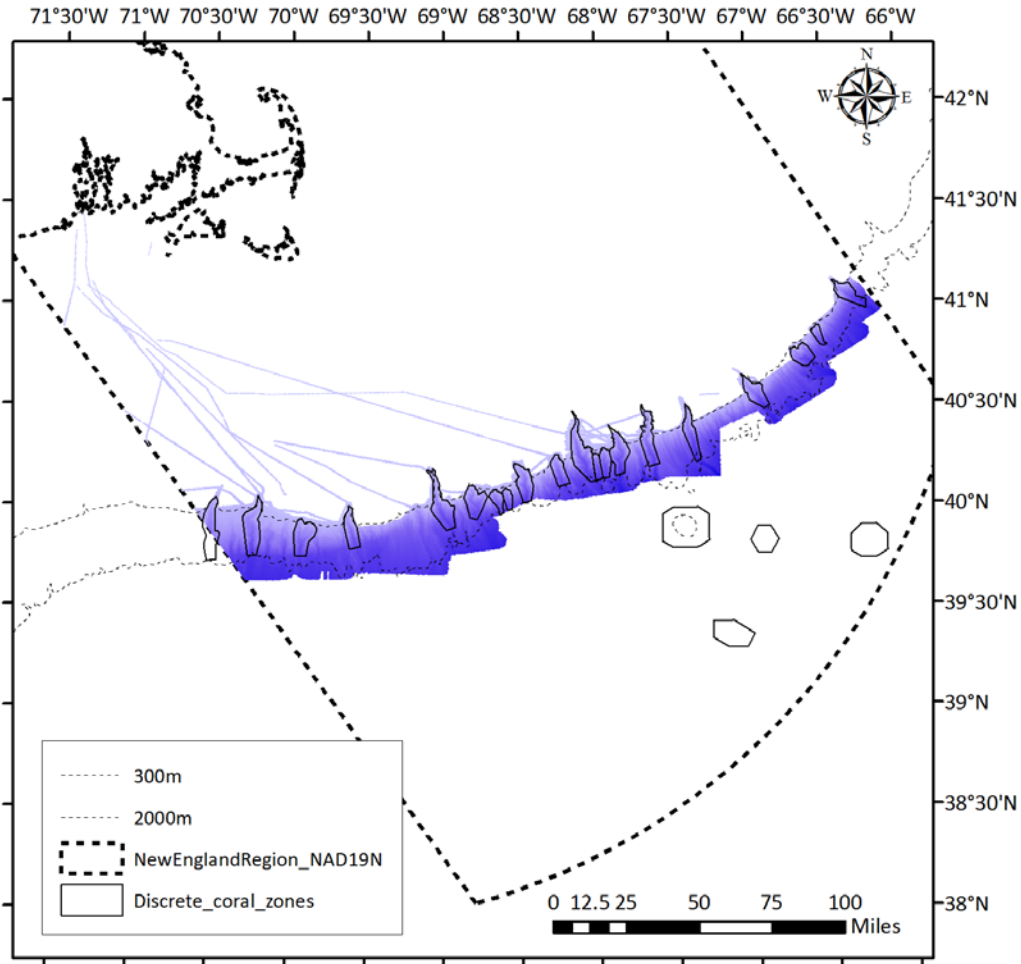 71°30'W 71°W 70°30'W 70°W 69°30'W 69°W 68°30'W 68°W 67°30'W 67°W 66°30'W 66°W
N
W E
S
42°N
41°30'N
41°N
40°30'N
40°N
39°30'N
39°N
38°30'N
38°N
300m
2000m
NewEnglandRegion_NAD19N
Discrete_coral_zones
0 12.5 25 50 75 100
Miles